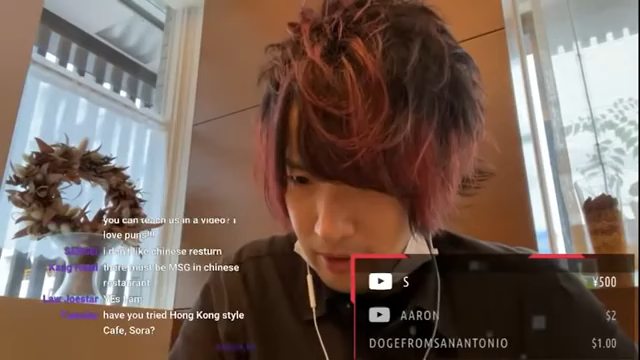 you can teach us in a video? i
love puns!!!
i don't like chinese resturn
there must be MSG in chinese
restaurant
Law Joestar YEs I am
have you tried Hong Kong style
Cafe, Sora?
S ¥500
AARON $2
DOGEFROMSANANTONIO $1.00